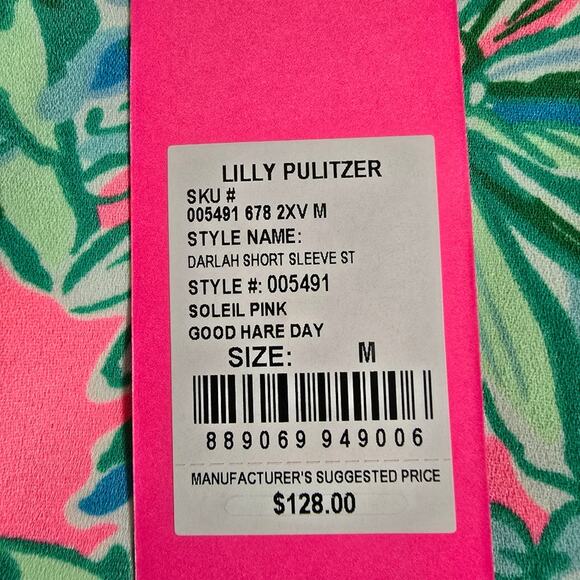 LILLY PULITZER
SKU #
005491 678 2XV M
STYLE NAME:
DARLAH SHORT SLEEVE ST
STYLE #: 005491
SOLEIL PINK
GOOD HARE DAY
SIZE: M
889069 949006
MANUFACTURER'S SUGGESTED PRICE
$128.00